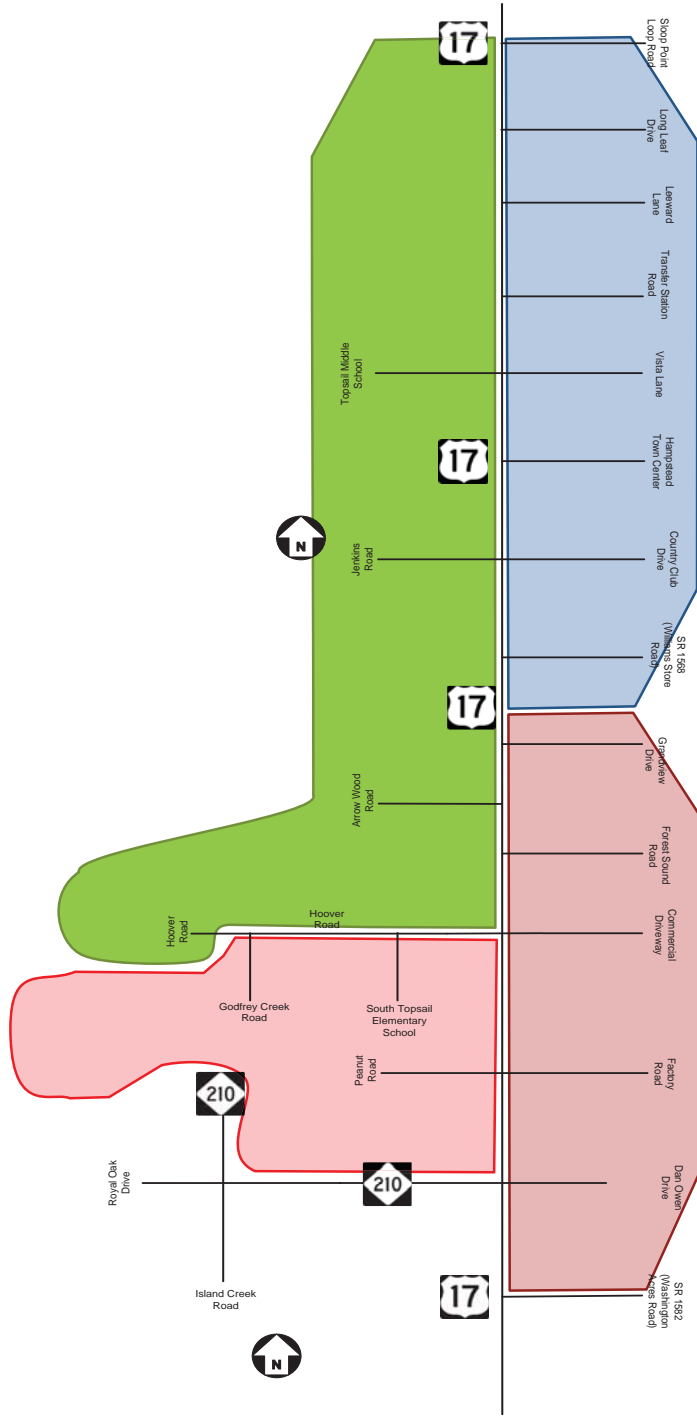 17
Sloop Point
Loop Road
Long Leaf
Drive
Leeward
Lane
Transfer Station
Road
Topsail Middle
School
Vista Lane
17
Hampstead
Town Center
N
Jenkins
Road
Country Club
Drive
SR 1568
(Williams Store
Road)
17
Grandview
Drive
Arrow Wood
Road
Forest Sound
Road
Hoover
Road
Hoover
Road
Commercial
Driveway
Godfrey Creek
Road
South Topsail
Elementary
School
Peanut
Road
Factory
Road
210
Royal Oak
Drive
210
Dan Owen
Drive
Island Creek
Road
17
SR 1582
(Washington
Acres Road)
N